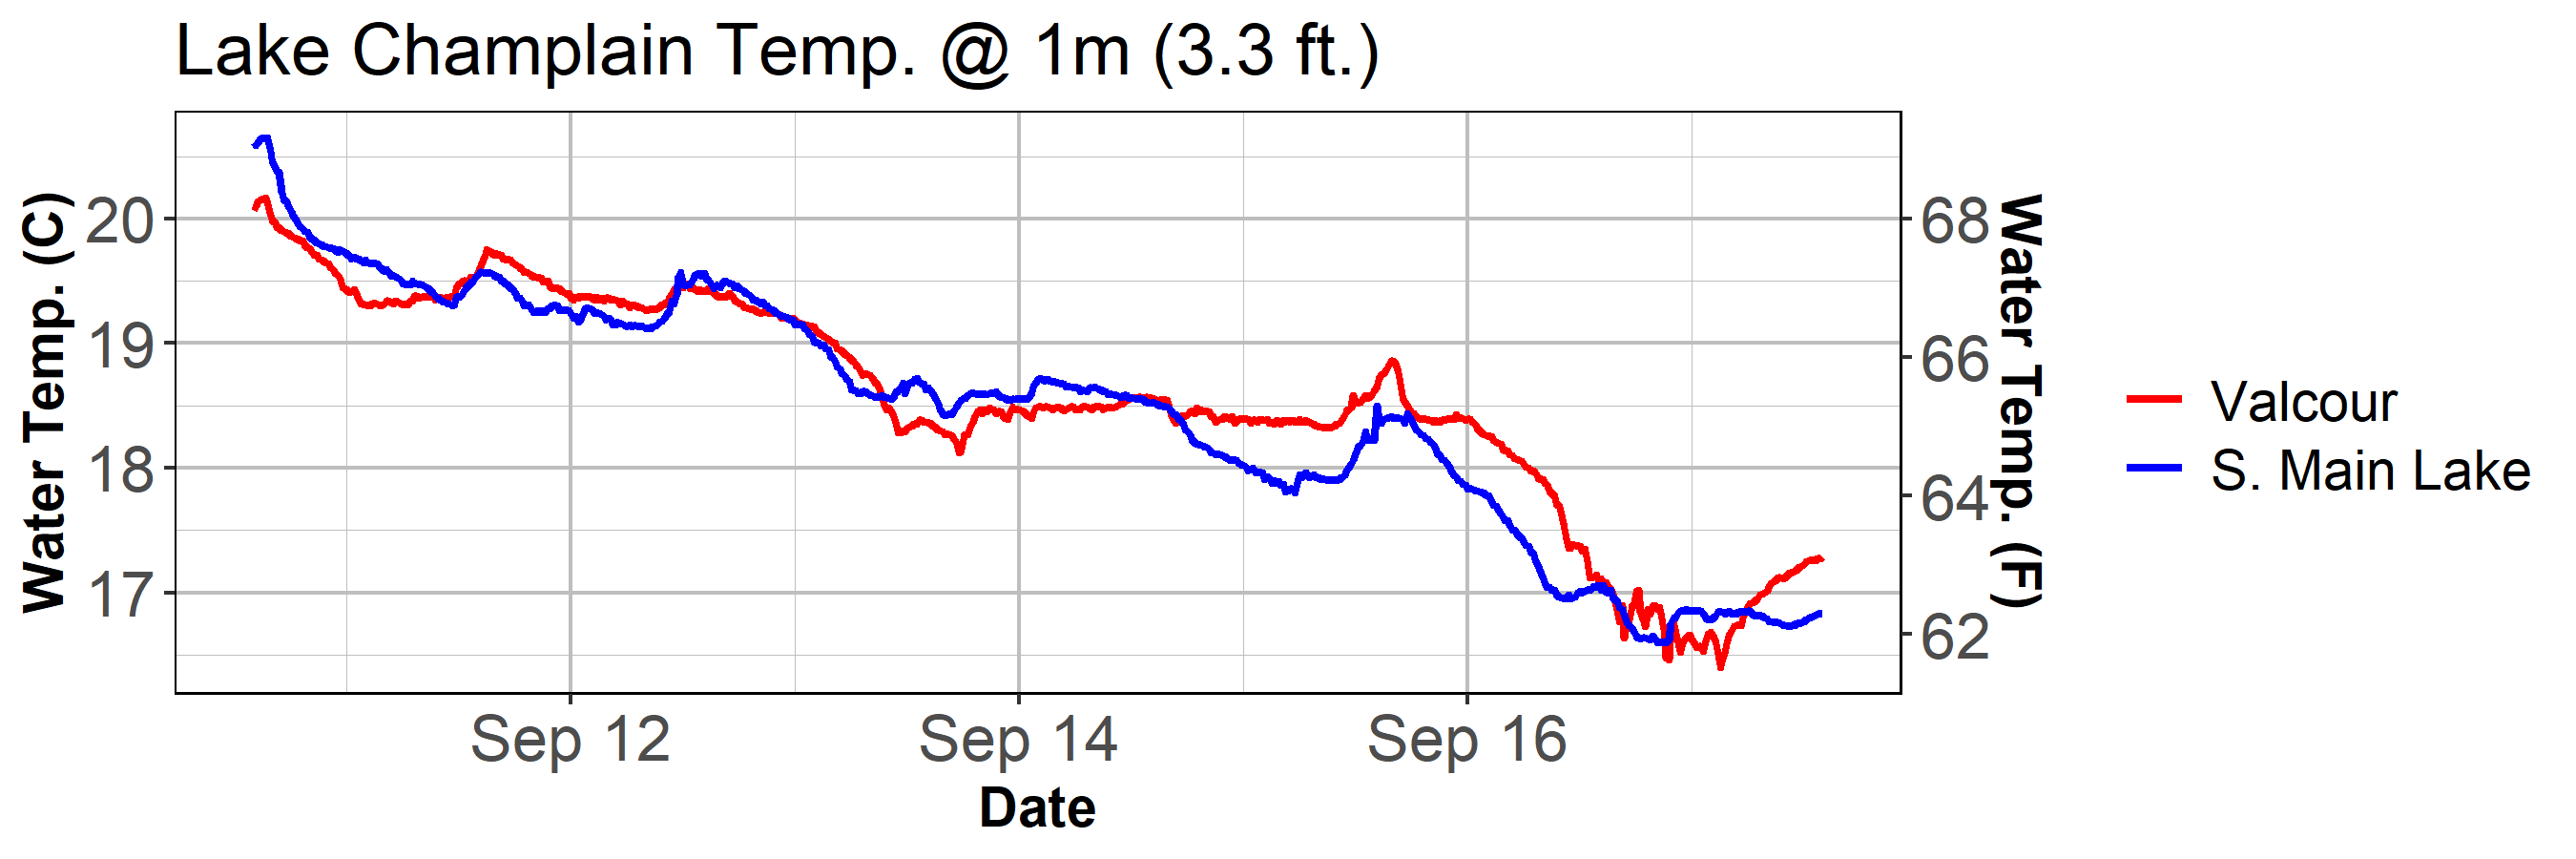 Lake Champlain Temp. @ 1m (3.3 ft.)
Water Temp. (C)
20
19
18
17
68
66
64
62
Water Temp. (F)
Valcour
S. Main Lake
Sep 12
Sep 14
Sep 16
Date